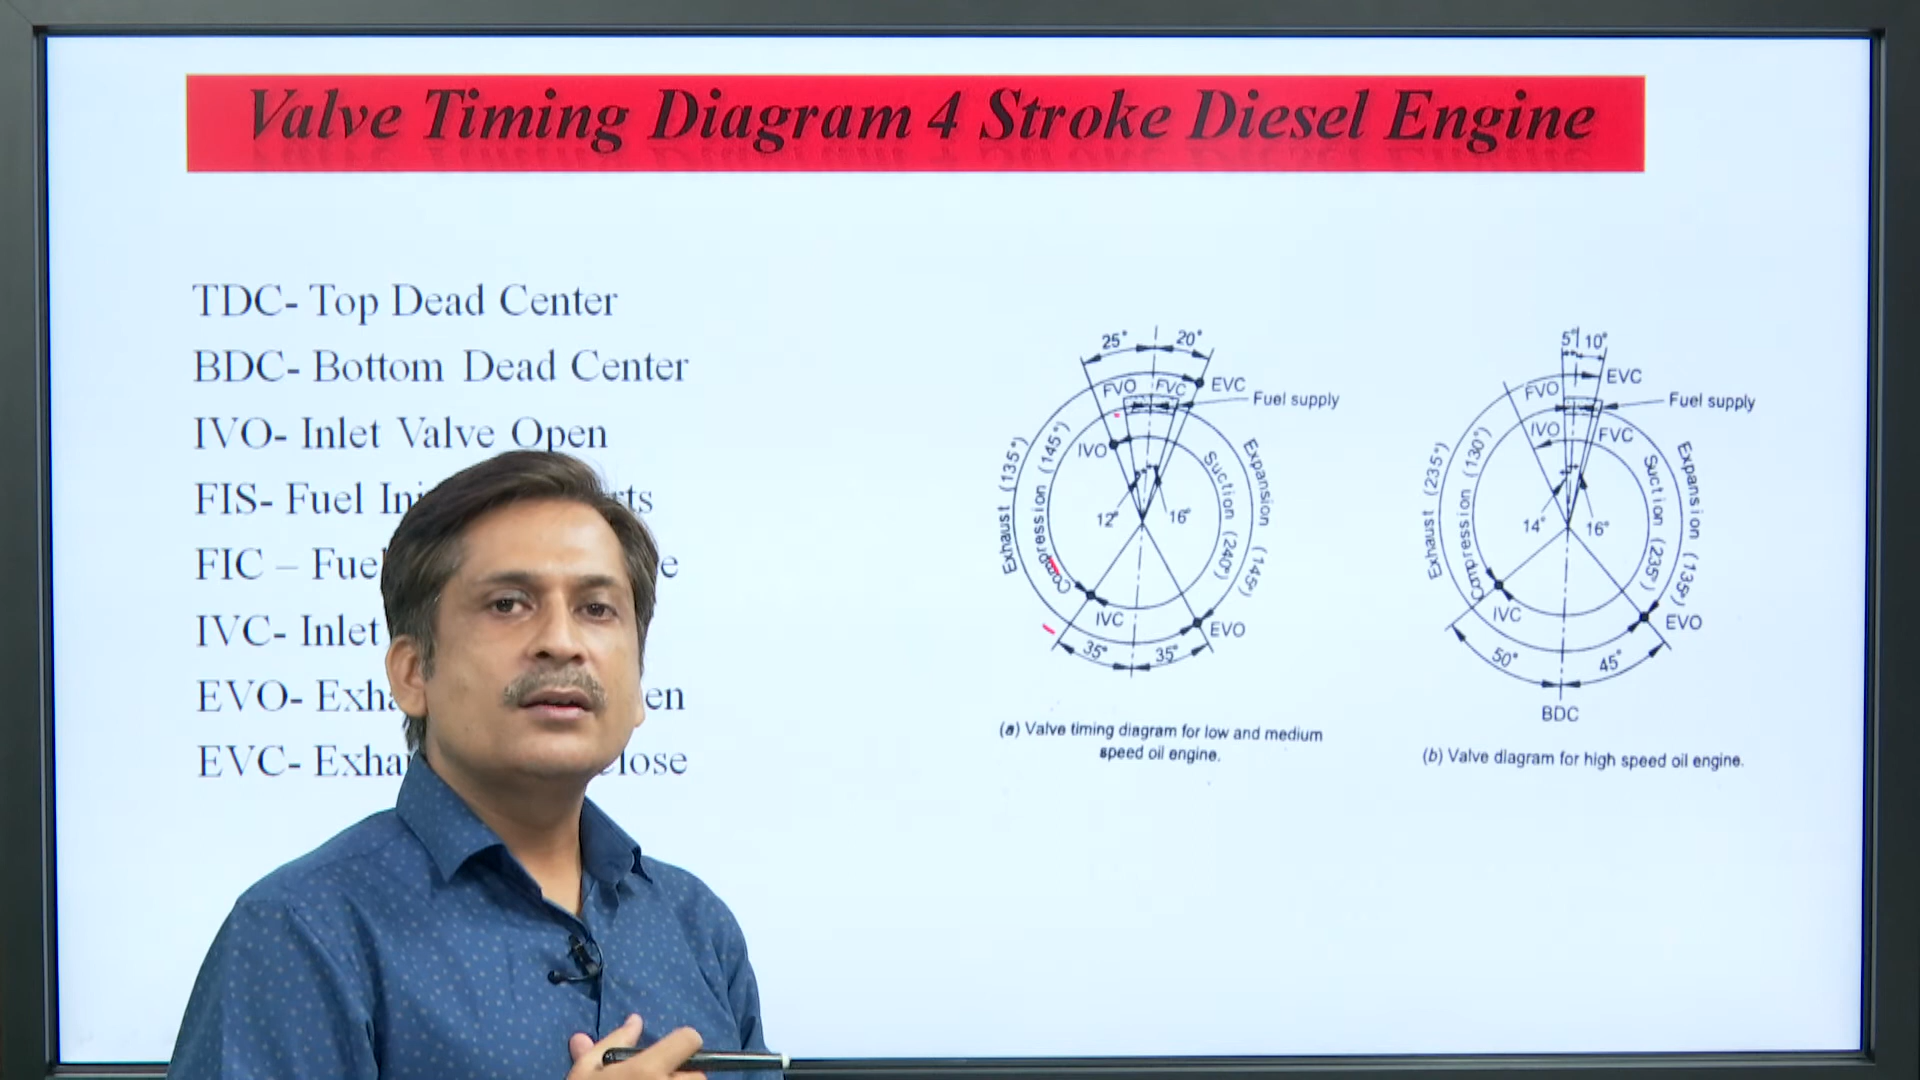 Valve Timing Diagram 4 Stroke Diesel Engine
TDC- Top Dead Center
BDC- Bottom Dead Center
IVO- Inlet Valve Open
FIS- Fuel
FIC –
IVC- Inlet
EVO-
EVC-
25° 20°
FVO FVC EVC
Fuel supply
IVO
Exhaust (135°)
Compression (145°)
Suction (240°)
Expansion (145°)
12° 16°
IVC EVO
35° 35°
(a) Valve timing diagram for low and medium
speed oil engine.
5° 10°
FVO EVC
Fuel supply
IVO FVC
Exhaust (235°)
Compression (130°)
Suction (235°)
Expansion (135°)
14° 16°
IVC EVO
50° 45°
BDC
(b) Valve diagram for high speed oil engine.